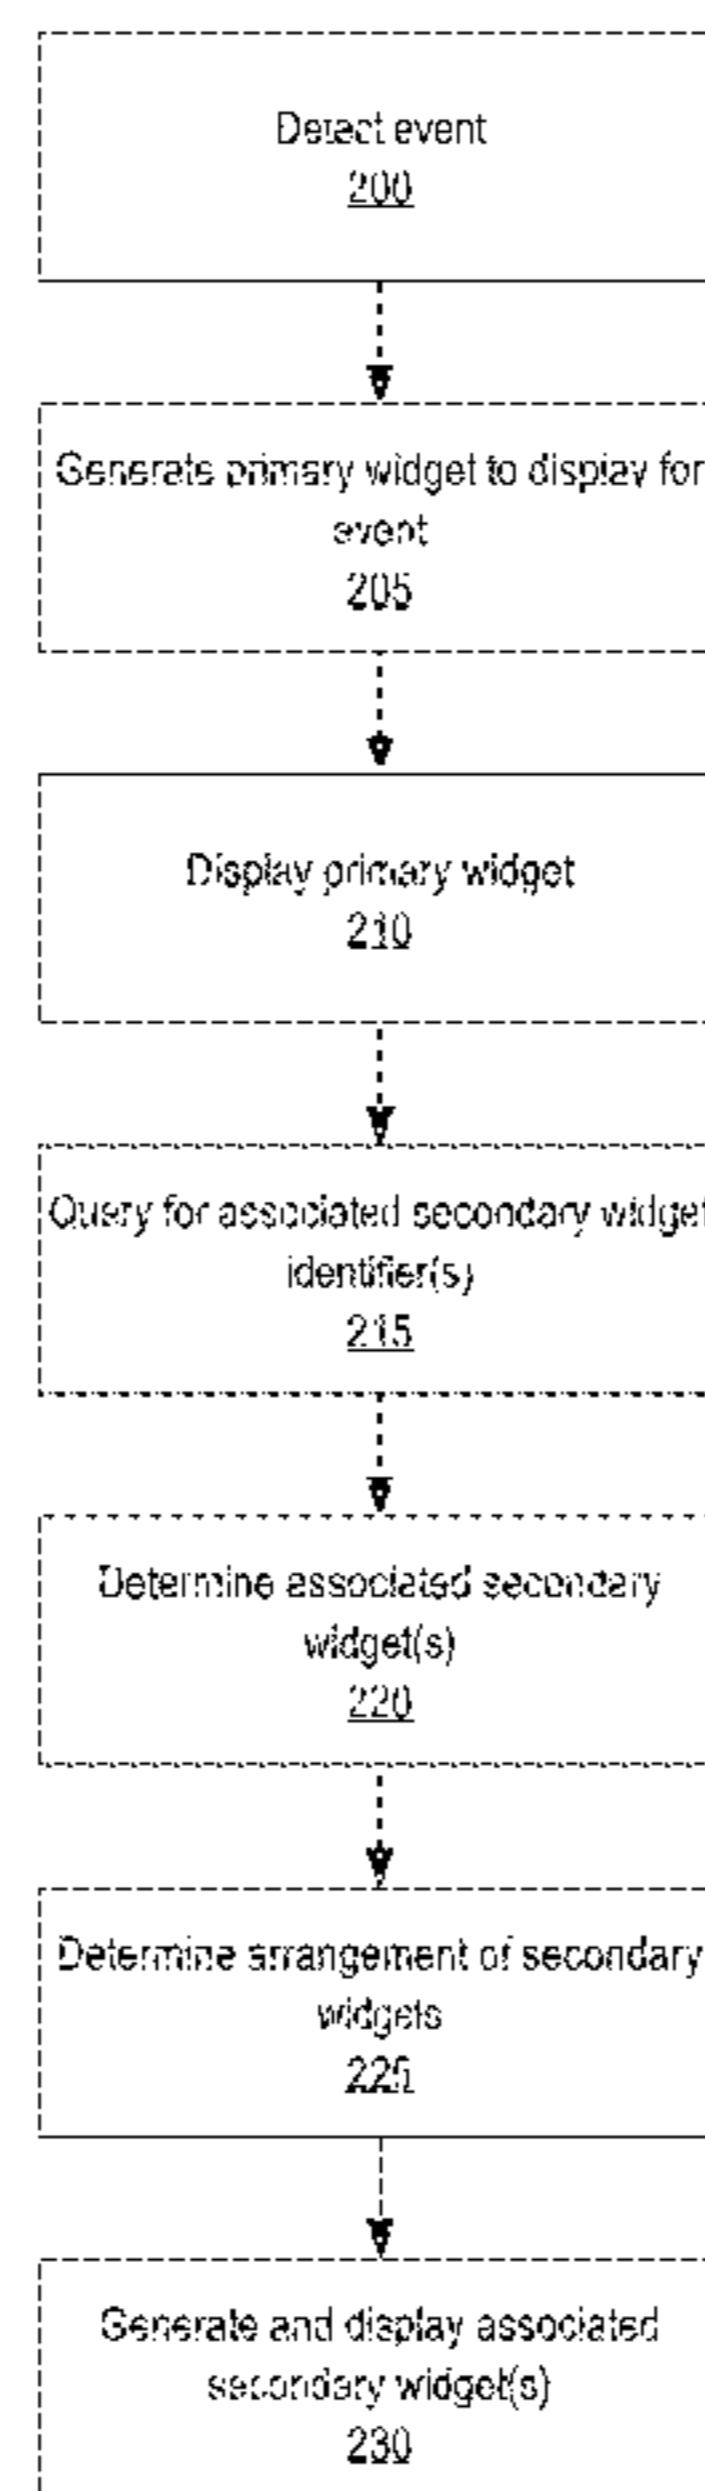 Detect event
200
Generate primary widget to display for
event
205
Display primary widget
210
Query for associated secondary widget
identifier(s)
215
Determine associated secondary
widget(s)
220
Determine arrangement of secondary
widgets
225
Generate and display associated
secondary widget(s)
230